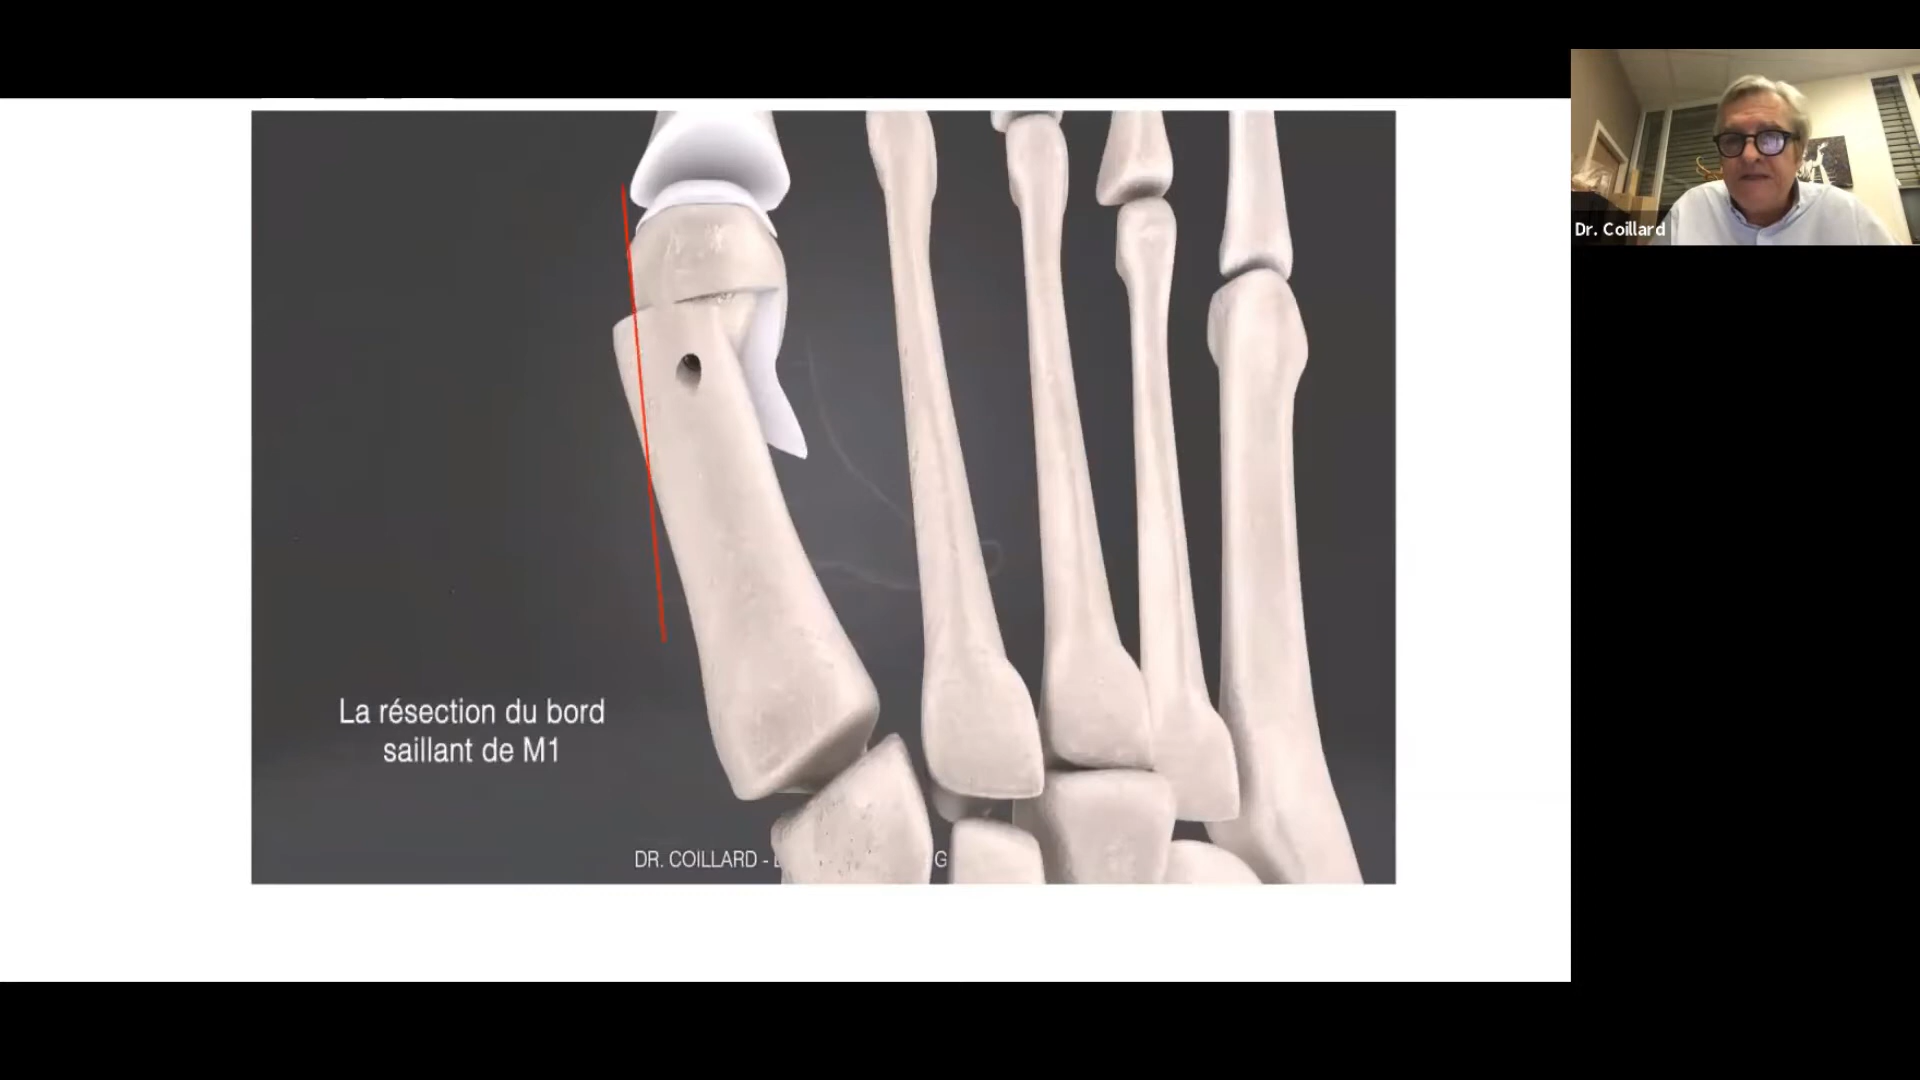 Dr. Coillard
La résection du bord
saillant de M1
DR. COILLARD -
G